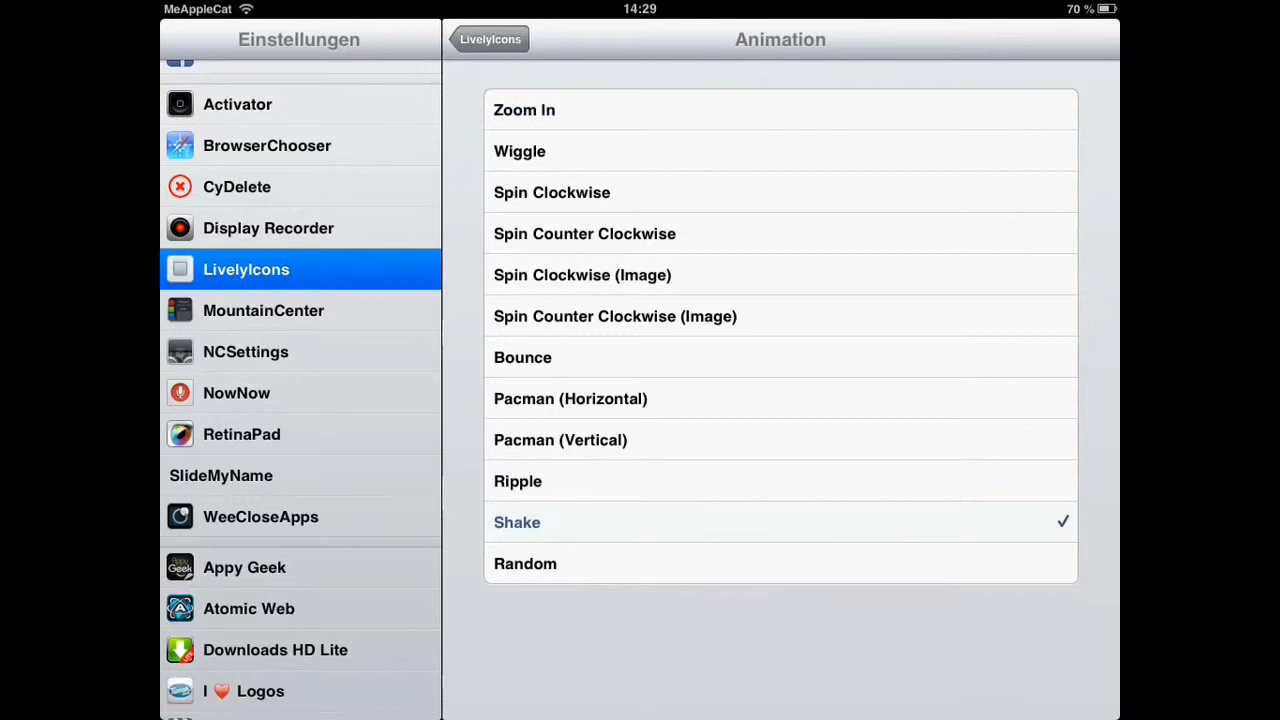 MeAppleCat
14:29
70 %
Einstellungen
LivelyIcons
Animation
Activator
BrowserChooser
CyDelete
Display Recorder
LivelyIcons
MountainCenter
NCSettings
NowNow
RetinaPad
SlideMyName
WeeCloseApps
Appy Geek
Atomic Web
Downloads HD Lite
I ❤️ Logos
Zoom In
Wiggle
Spin Clockwise
Spin Counter Clockwise
Spin Clockwise (Image)
Spin Counter Clockwise (Image)
Bounce
Pacman (Horizontal)
Pacman (Vertical)
Ripple
Shake
Random